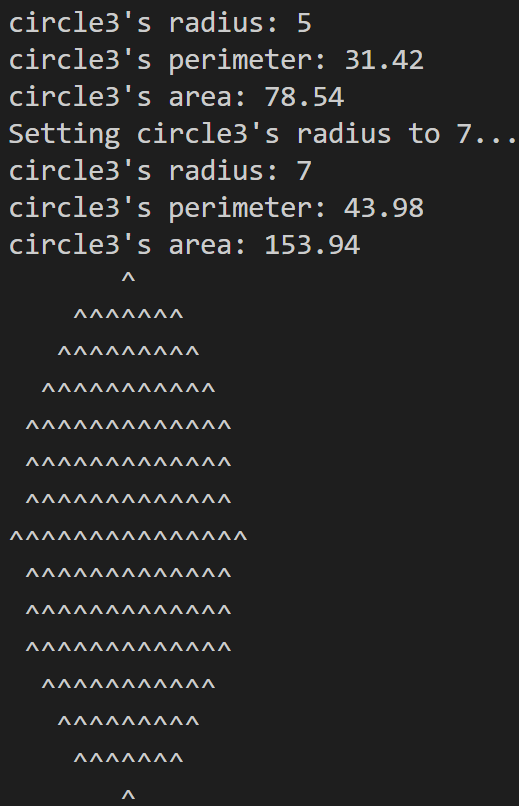 circle3's radius: 5
circle3's perimeter: 31.42
circle3's area: 78.54
Setting circle3's radius to 7...
circle3's radius: 7
circle3's perimeter: 43.98
circle3's area: 153.94
       ^
    ^^^^^^^
   ^^^^^^^^^
  ^^^^^^^^^^^
 ^^^^^^^^^^^^^
 ^^^^^^^^^^^^^
 ^^^^^^^^^^^^^
^^^^^^^^^^^^^^^
 ^^^^^^^^^^^^^
 ^^^^^^^^^^^^^
 ^^^^^^^^^^^^^
  ^^^^^^^^^^^
   ^^^^^^^^^
    ^^^^^^^
       ^